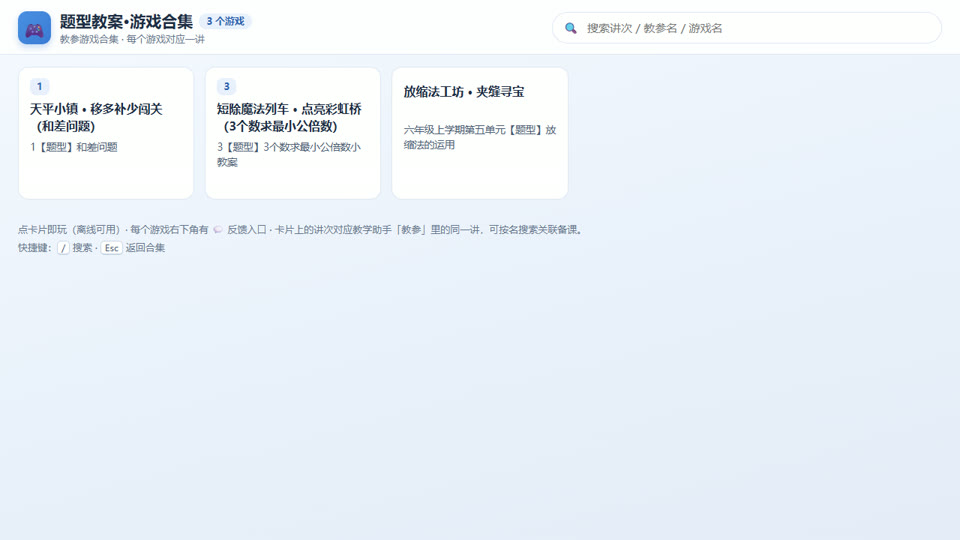 题型教案·游戏合集 3 个游戏
教参游戏合集 · 每个游戏对应一讲
搜索讲次 / 教参名 / 游戏名
1
天平小镇 · 移多补少闯关
（和差问题）
1【题型】和差问题
3
短除魔法列车 · 点亮彩虹桥
（3个数求最小公倍数）
3【题型】3个数求最小公倍数小
教案
放缩法工坊 · 夹缝寻宝
六年级上学期第五单元【题型】放
缩法的运用
点卡片即玩（离线可用）· 每个游戏右下角有 💬 反馈入口 · 卡片上的讲次对应教学助手「教参」里的同一讲，可按名搜索关联备课。
快捷键： / 搜索 · Esc 返回合集